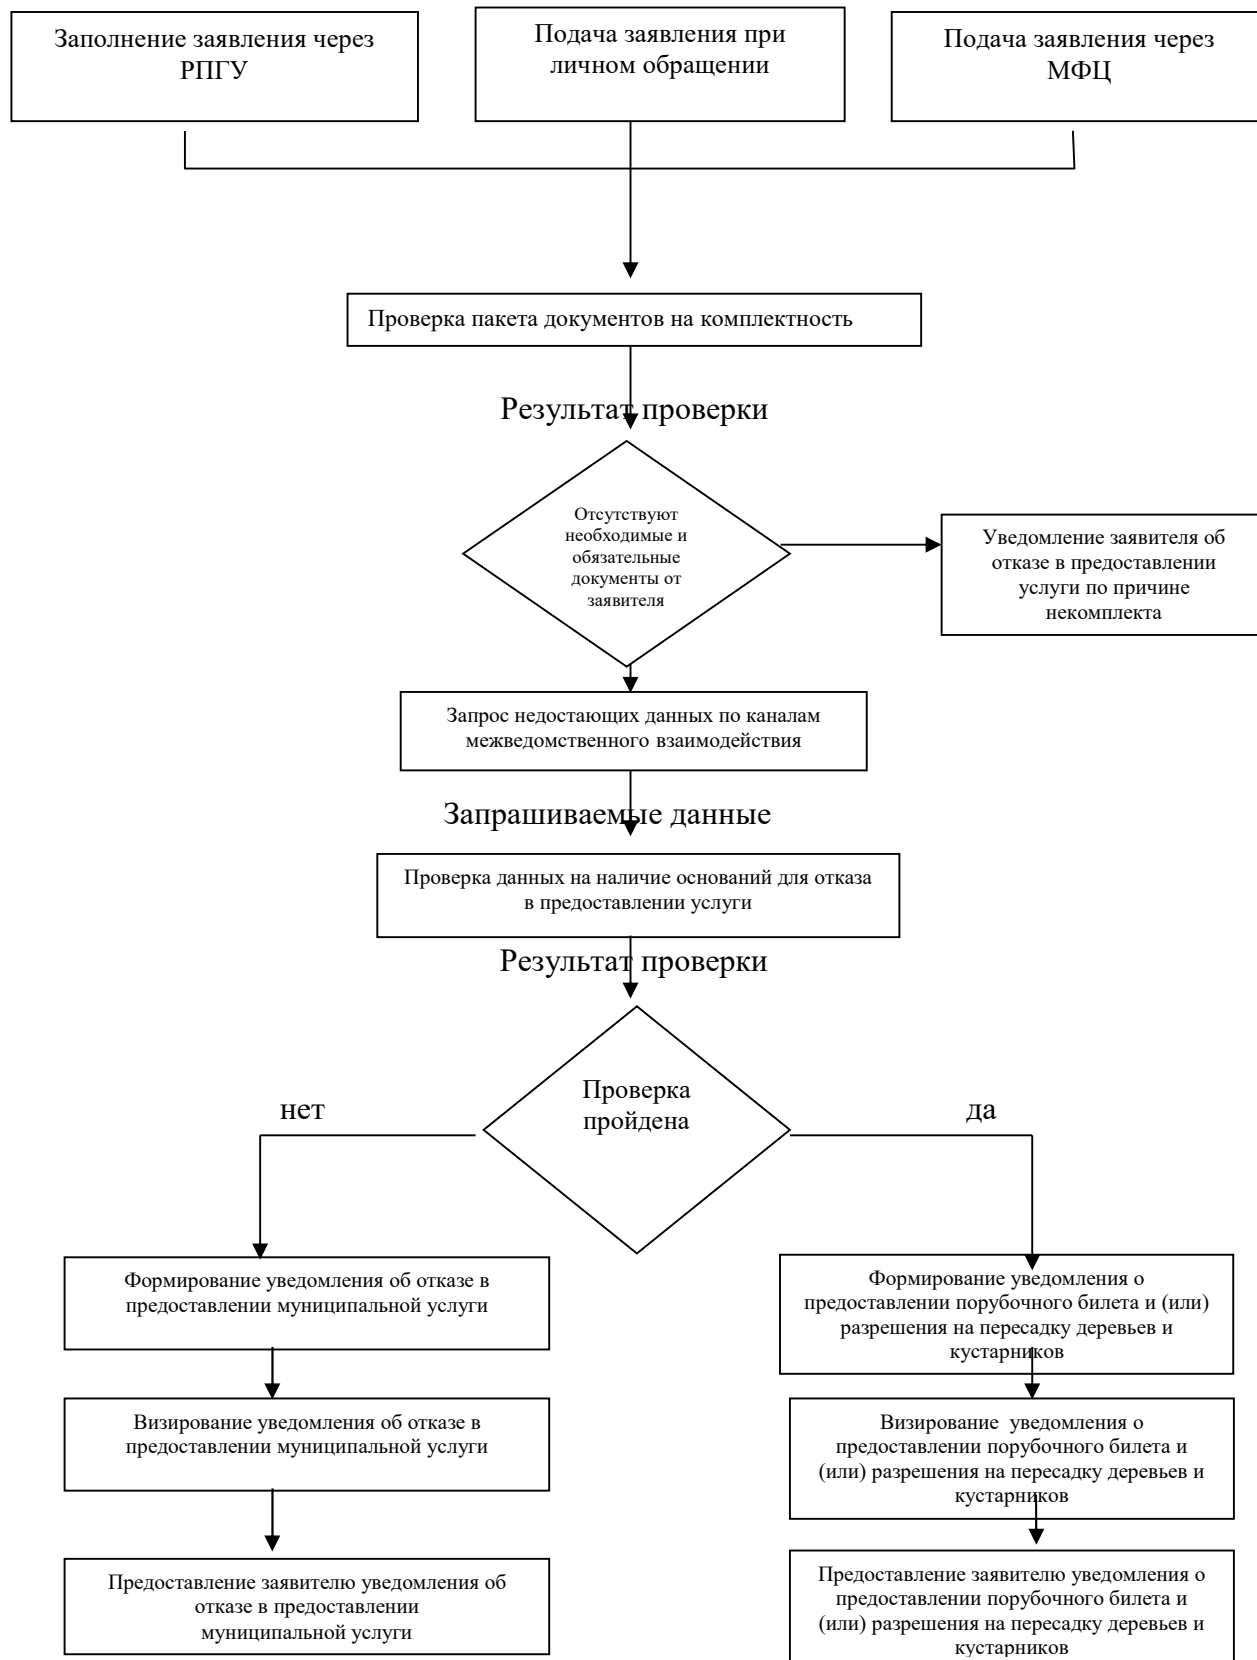 Заполнение заявления через
РПГУ
Подача заявления при
личном обращении
Подача заявления через
МФЦ
Проверка пакета документов на комплектность
Результат проверки
Отсутствуют
необходимые и
обязательные
документы от
заявителя
Уведомление заявителя об
отказе в предоставлении
услуги по причине
некомплекта
Запрос недостающих данных по каналам
межведомственного взаимодействия
Запрашиваемые данные
Проверка данных на наличие оснований для отказа
в предоставлении услуги
Результат проверки
Проверка
пройдена
нет
да
Формирование уведомления об отказе в
предоставлении муниципальной услуги
Формирование уведомления о
предоставлении порубочного билета и (или)
разрешения на пересадку деревьев и
кустарников
Визирование уведомления об отказе в
предоставлении муниципальной услуги
Визирование  уведомления о
предоставлении порубочного билета и
(или) разрешения на пересадку деревьев и
кустарников
Предоставление заявителю уведомления об
отказе в предоставлении
муниципальной услуги
Предоставление заявителю уведомления о
предоставлении порубочного билета и
(или) разрешения на пересадку деревьев и
кустарников